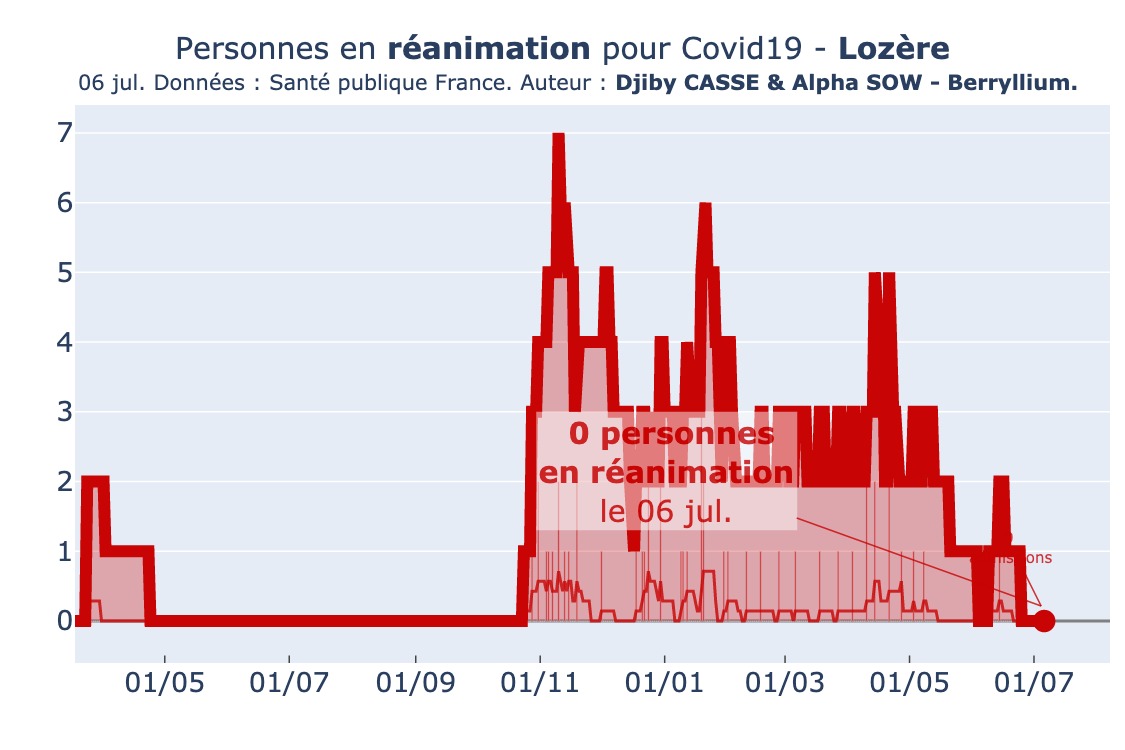 Personnes en réanimation pour Covid19 - Lozère
06 jul. Données : Santé publique France. Auteur : Djiby CASSE & Alpha SOW - Berryllium.
7
6
5
4
3
2
1
0
0 personnes
en réanimation
le 06 jul.
01/05 01/07 01/09 01/11 01/01 01/03 01/05 01/07